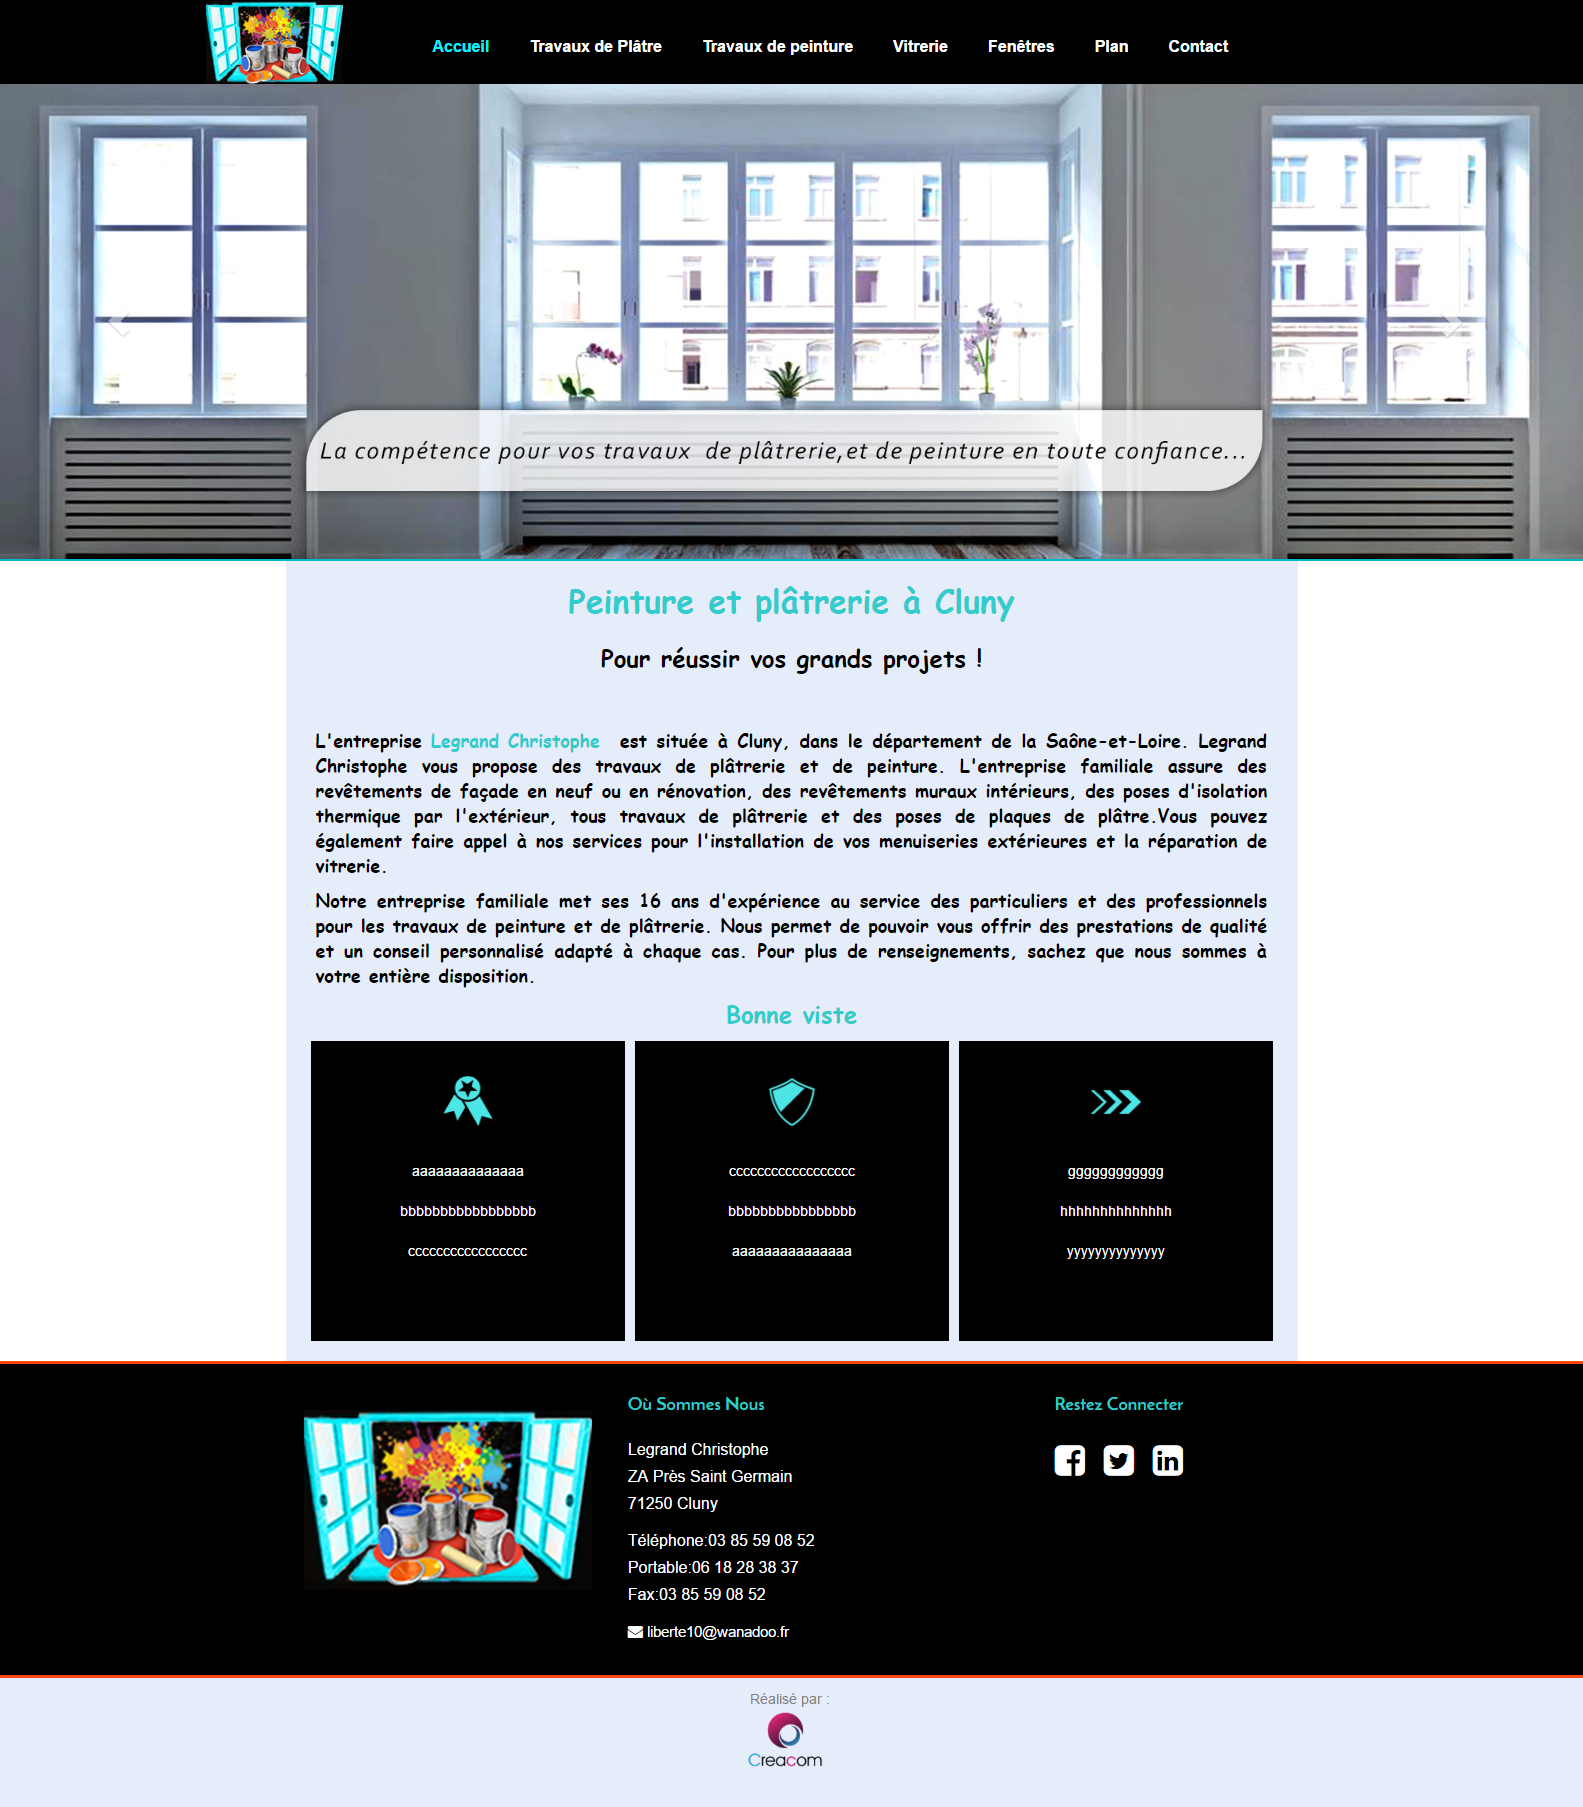 Accueil Travaux de Plâtre Travaux de peinture Vitrerie Fenêtres Plan Contact
La compétence pour vos travaux de plâtrerie,et de peinture en toute confiance...
Peinture et plâtrerie à Cluny
Pour réussir vos grands projets !
L'entreprise Legrand Christophe est située à Cluny, dans le département de la Saône-et-Loire. Legrand
Christophe vous propose des travaux de plâtrerie et de peinture. L'entreprise familiale assure des
revêtements de façade en neuf ou en rénovation, des revêtements muraux intérieurs, des poses d'isolation
thermique par l'extérieur, tous travaux de plâtrerie et des poses de plaques de plâtre.Vous pouvez
également faire appel à nos services pour l'installation de vos menuiseries extérieures et la réparation de
vitrerie.
Notre entreprise familiale met ses 16 ans d'expérience au service des particuliers et des professionnels
pour les travaux de peinture et de plâtrerie. Nous permet de pouvoir vous offrir des prestations de qualité
et un conseil personnalisé adapté à chaque cas. Pour plus de renseignements, sachez que nous sommes à
votre entière disposition.
Bonne viste
aaaaaaaaaaaaaa
bbbbbbbbbbbbbbbbb
ccccccccccccccccc
cccccccccccccccccc
bbbbbbbbbbbbbbbb
aaaaaaaaaaaaaaa
gggggggggggg
hhhhhhhhhhhhhh
yyyyyyyyyyyyyy
Où Sommes Nous
Legrand Christophe
ZA Près Saint Germain
71250 Cluny
Téléphone:03 85 59 08 52
Portable:06 18 28 38 37
Fax:03 85 59 08 52
liberte10@wanadoo.fr
Restez Connecter
Réalisé par :
Creacom